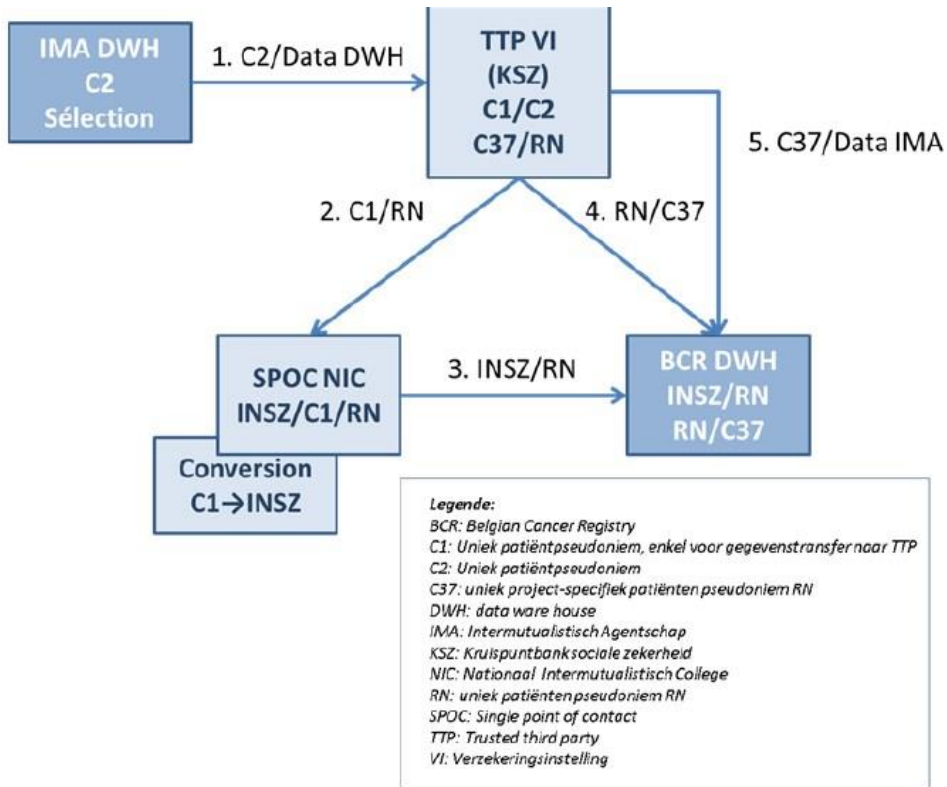 IMA DWH
C2
Sélection
1. C2/Data DWH
TTP VI
(KSZ)
C1/C2
C37/RN
5. C37/Data IMA
2. C1/RN
4. RN/C37
SPOC NIC
INSZ/C1/RN
3. INSZ/RN
BCR DWH
INSZ/RN
RN/C37
Conversion
C1→INSZ
Legende:
BCR: Belgian Cancer Registry
C1: Uniek patiëntpseudoniem, enkel voor gegevenstransfer naar TTP
C2: Uniek patiëntpseudoniem
C37: uniek project-specifiek patiënten pseudoniem RN
DWH: data ware house
IMA: Intermutualistisch Agentschap
KSZ: Kruispuntbank sociale zekerheid
NIC: Nationaal Intermutualistisch College
RN: uniek patiënten pseudoniem RN
SPOC: Single point of contact
TTP: Trusted third party
VI: Verzekeringsinstelling